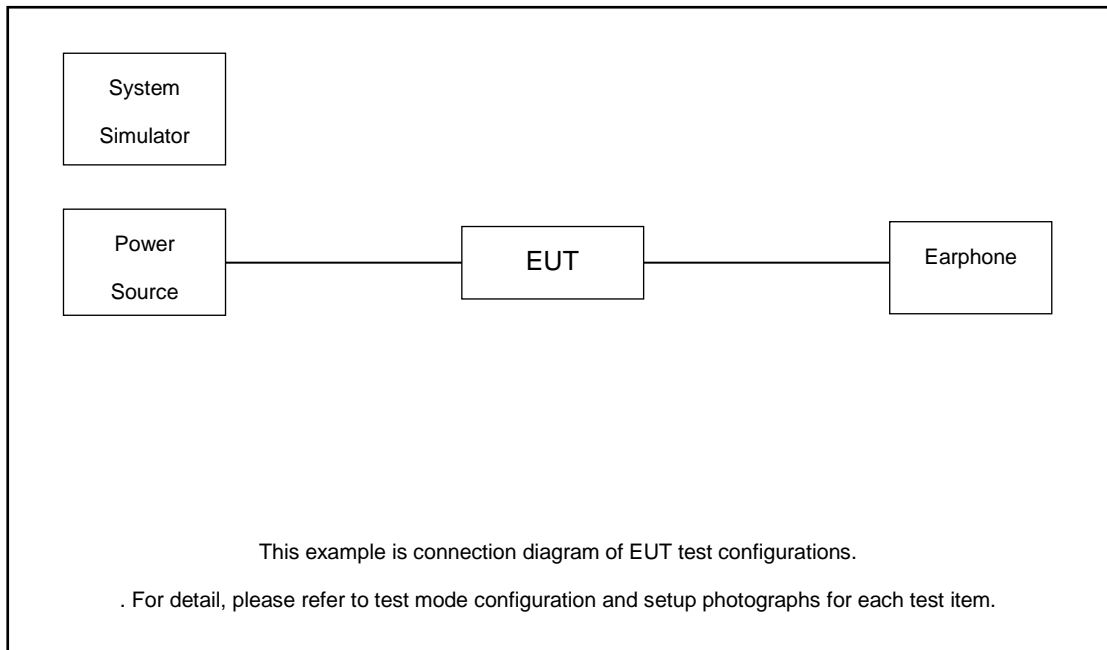 System
Simulator
Power
Source
EUT
Earphone
This example is connection diagram of EUT test configurations.
. For detail, please refer to test mode configuration and setup photographs for each test item.